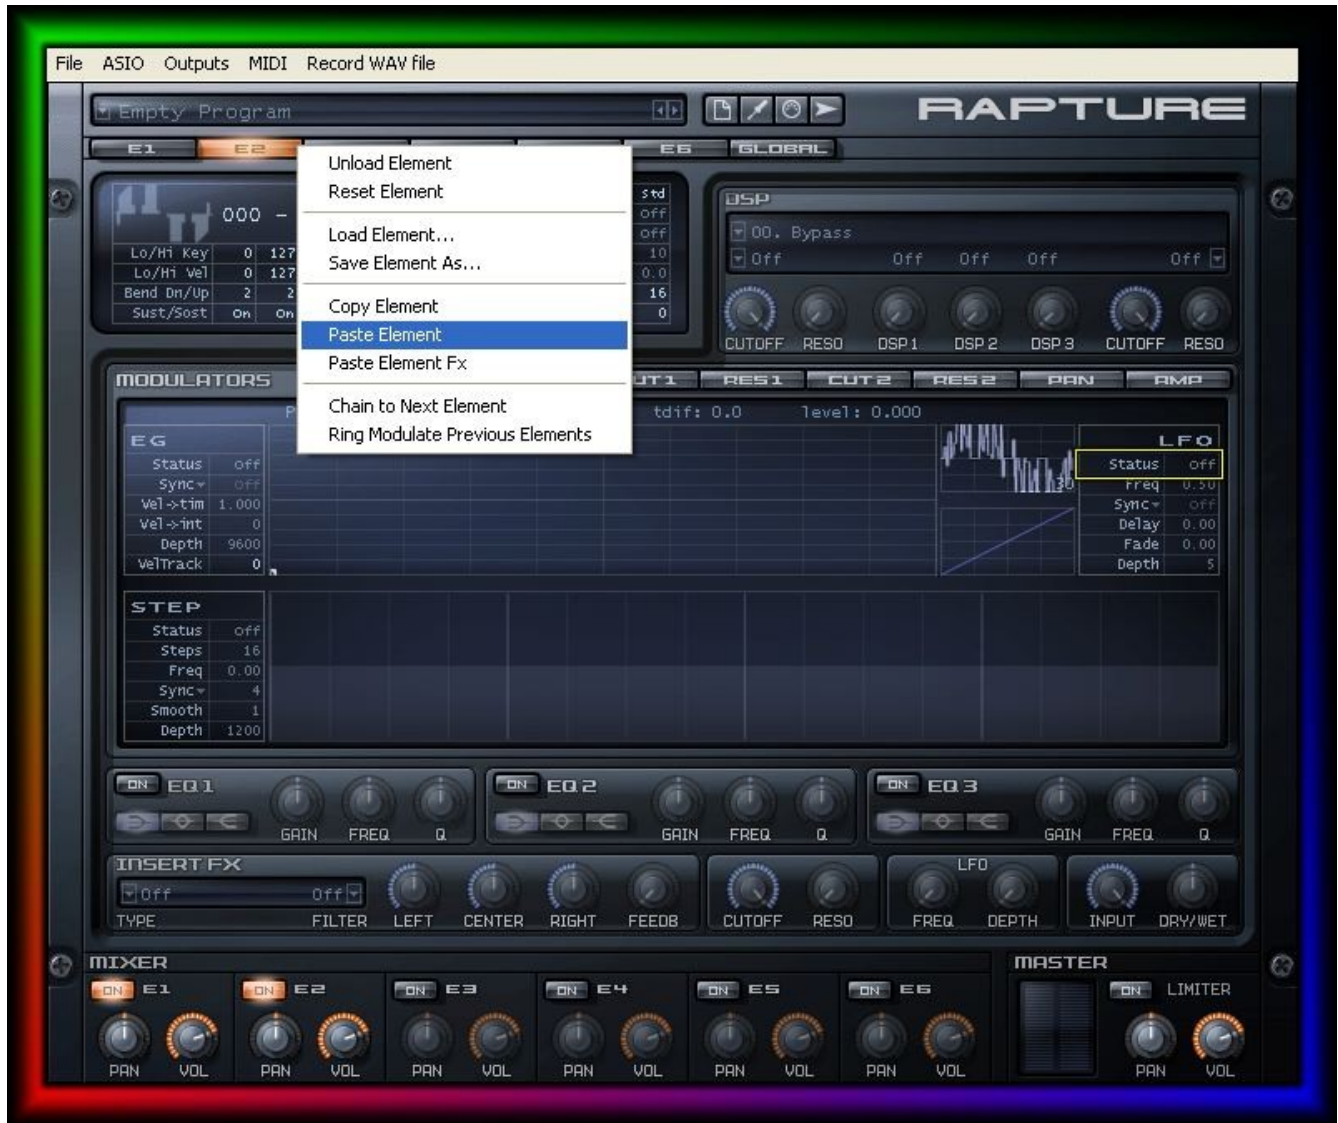 File ASIO Outputs MIDI Record WAV file
Empty Program
RAPTURE
E1 E2 E6 GLOBAL
Unload Element
Reset Element
Load Element...
Save Element As...
Copy Element
Paste Element
Paste Element Fx
Chain to Next Element
Ring Modulate Previous Elements
000 -
Lo/Hi Key 0 127
Lo/Hi Vel 0 127
Bend Dn/Up 2 2
Sust/Sost On On
Std
Off
Off
10
0.0
16
0
DSP
00. Bypass
Off Off Off Off Off
CUTOFF RESO DSP1 DSP2 DSP3 CUTOFF RESO
MODULATORS RES1 CUT2 RES2 PAN AMP
tdif: 0.0 level: 0.000
EG
Status Off
Sync Off
Vel->tim 1.000
Vel->int 0
Depth 9600
VelTrack 0
30
LFO
Status Off
Freq 0.50
Sync Off
Delay 0.00
Fade 0.00
Depth 5
STEP
Status Off
Steps 16
Freq 0.00
Sync 4
Smooth 1
Depth 1200
ON EQ1 ON EQ2 ON EQ3
GAIN FREQ Q GAIN FREQ Q GAIN FREQ Q
INSERT FX LFO
Off Off
TYPE FILTER LEFT CENTER RIGHT FEEDB CUTOFF RESO FREQ DEPTH INPUT DRY/WET
MIXER MASTER
ON E1 ON E2 ON E3 ON E4 ON E5 ON E6 ON LIMITER
PAN VOL PAN VOL PAN VOL PAN VOL PAN VOL PAN VOL PAN VOL